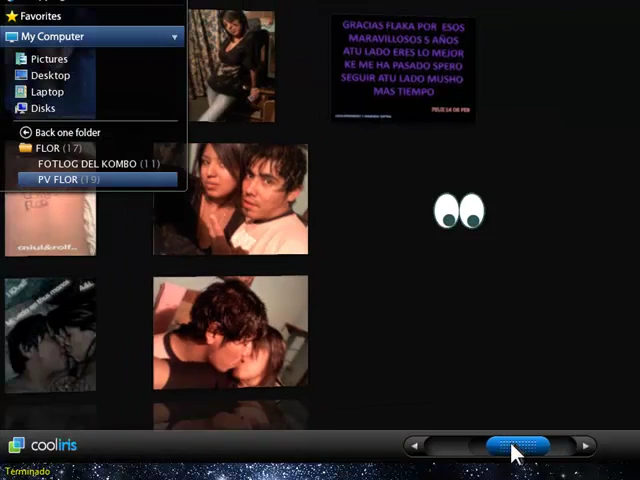 Favorites
My Computer
Pictures
Desktop
Laptop
Disks
Back one folder
FLOR (17)
FOTLOG DEL KOMBO (11)
PV FLOR (19)
GRACIAS FLAKA POR ESOS
MARAVILLOSOS 5 AÑOS
ATU LADO ERES LO MEJOR
KE ME HA PASADO SPERO
SEGUIR ATU LADO MUSHO
MAS TIEMPO
FELIZ 14 DE FEB
asiul&rolf...
cooliris
Terminado